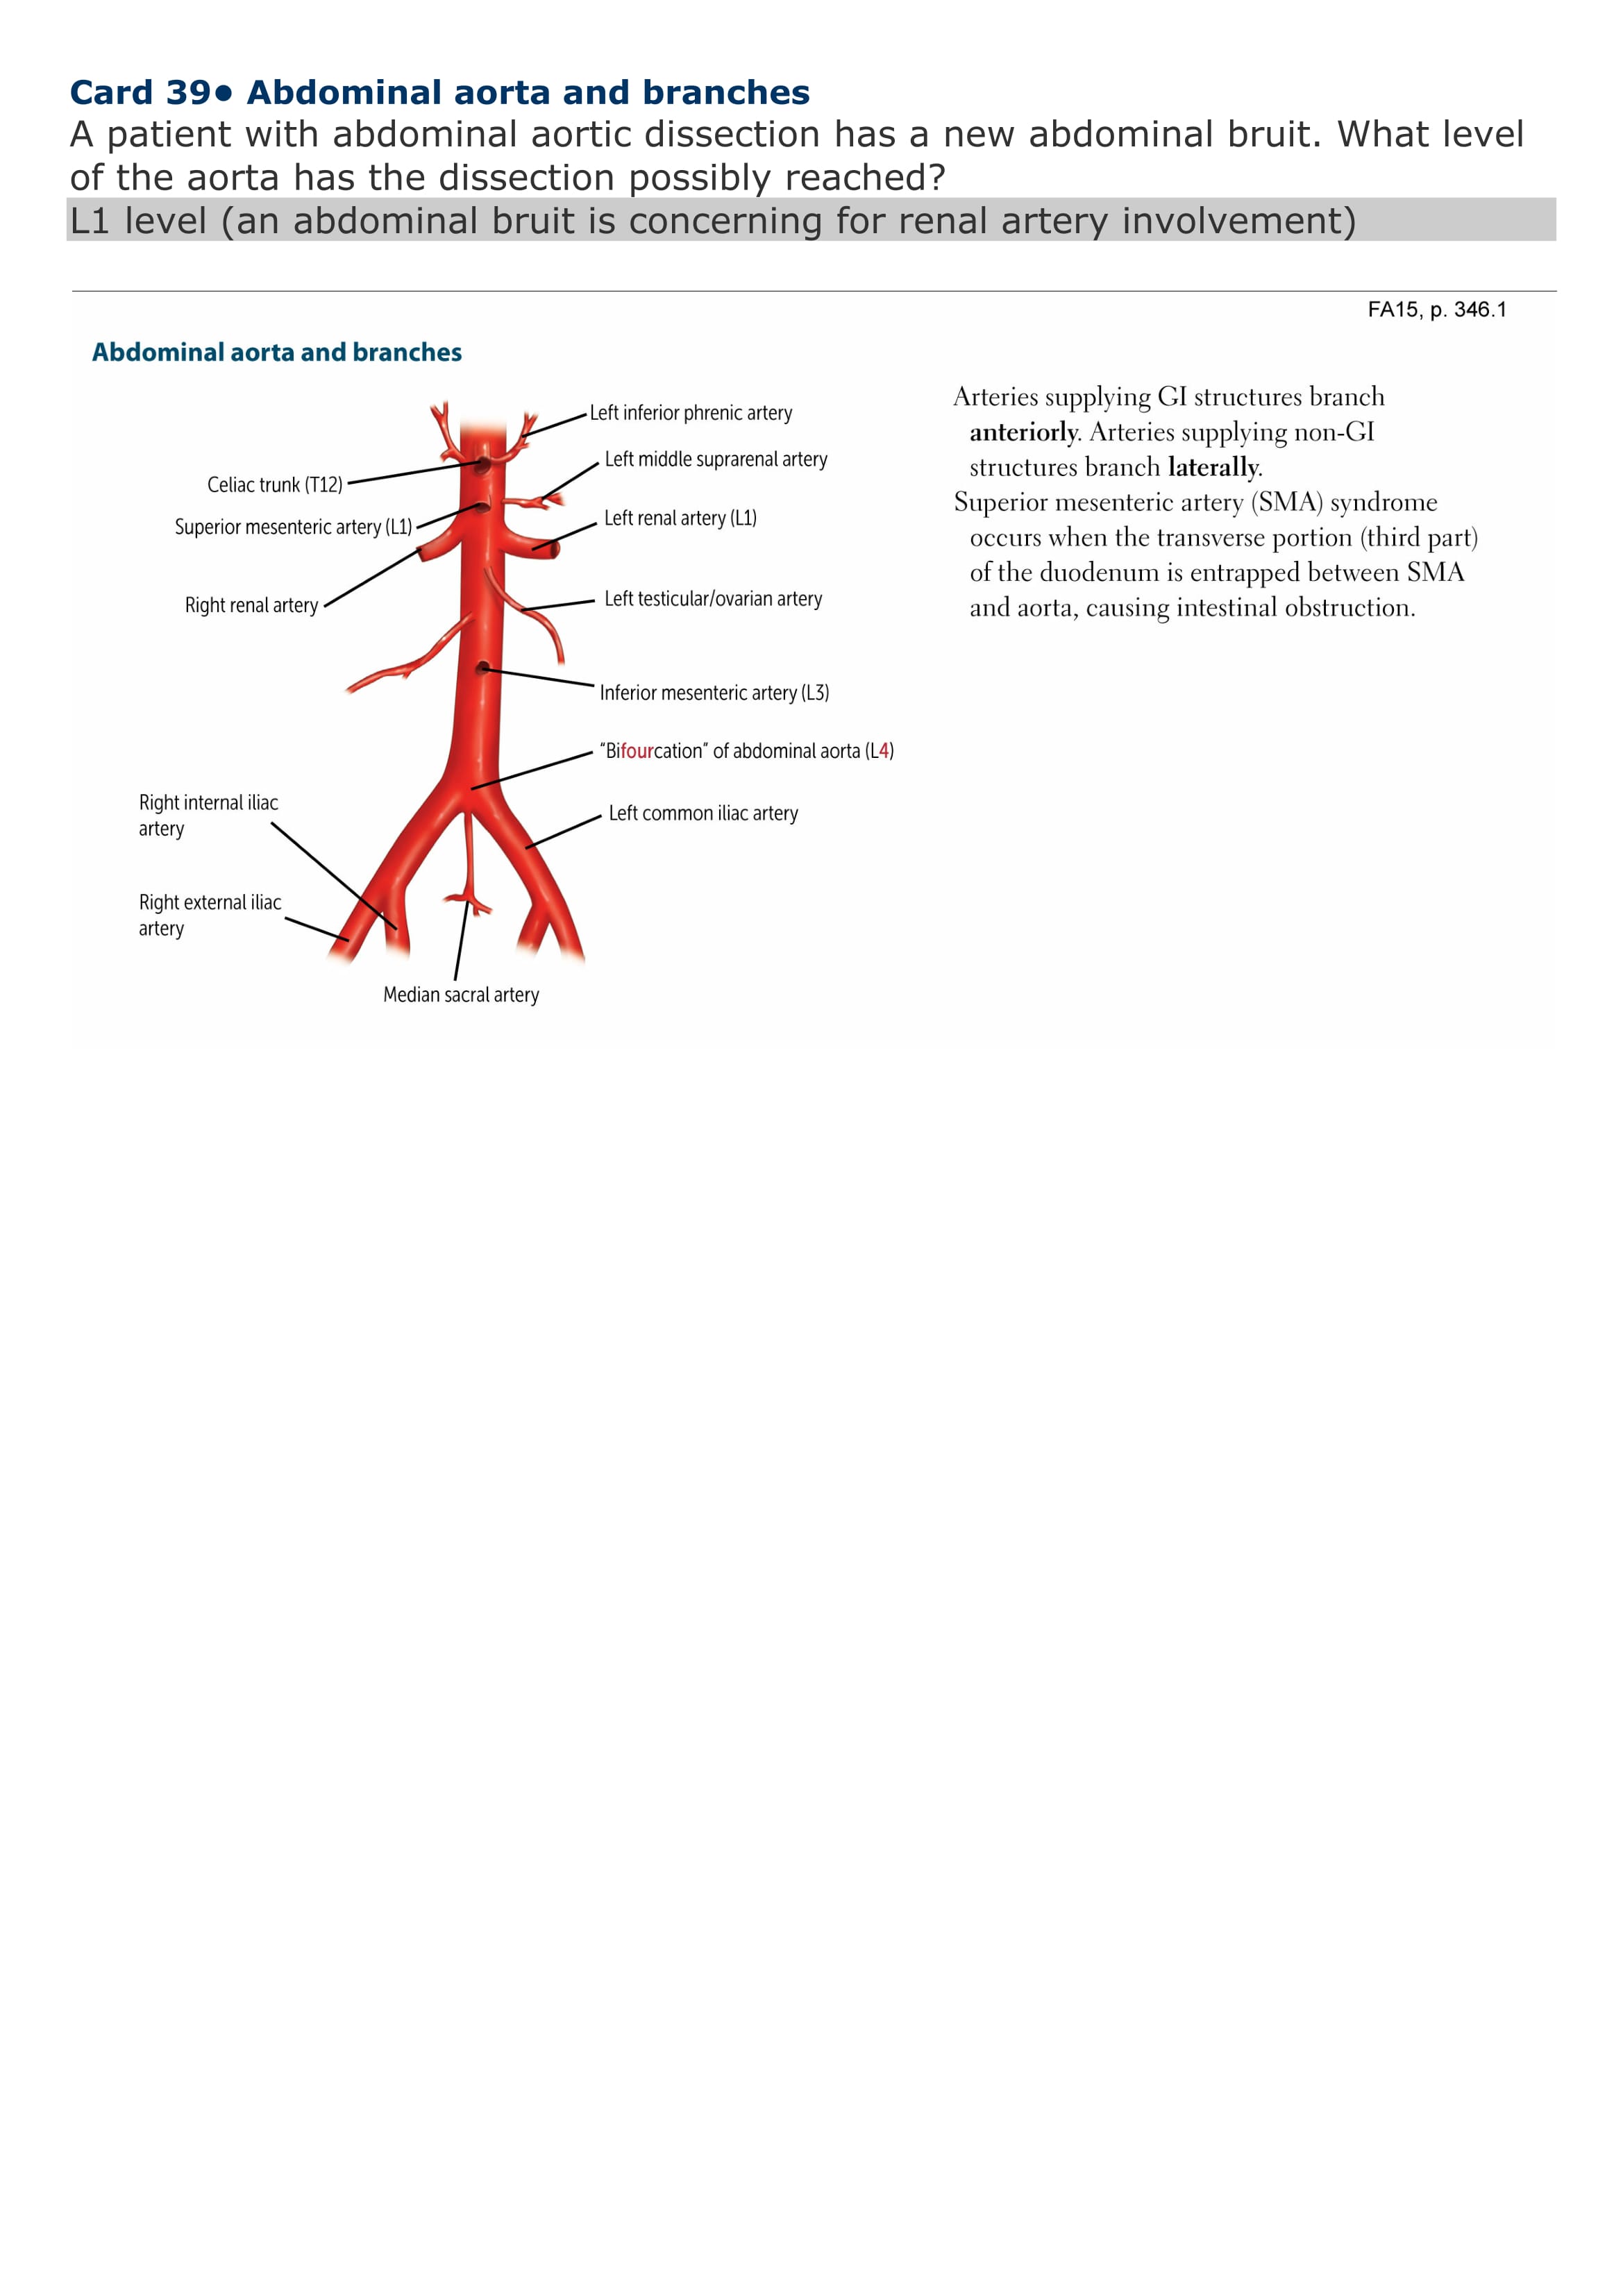 Card 39• Abdominal aorta and branches
A patient with abdominal aortic dissection has a new abdominal bruit. What level
of the aorta has the dissection possibly reached?
L1 level (an abdominal bruit is concerning for renal artery involvement)
FA15, p. 346.1
Abdominal aorta and branches
Left inferior phrenic artery
Left middle suprarenal artery
Celiac trunk (T12)
Superior mesenteric artery (L1)
Left renal artery (L1)
Right renal artery
Left testicular/ovarian artery
Inferior mesenteric artery (L3)
“Bifourcation” of abdominal aorta (L4)
Right internal iliac
artery
Left common iliac artery
Right external iliac
artery
Median sacral artery
Arteries supplying GI structures branch
anteriorly. Arteries supplying non-GI
structures branch laterally.
Superior mesenteric artery (SMA) syndrome
occurs when the transverse portion (third part)
of the duodenum is entrapped between SMA
and aorta, causing intestinal obstruction.